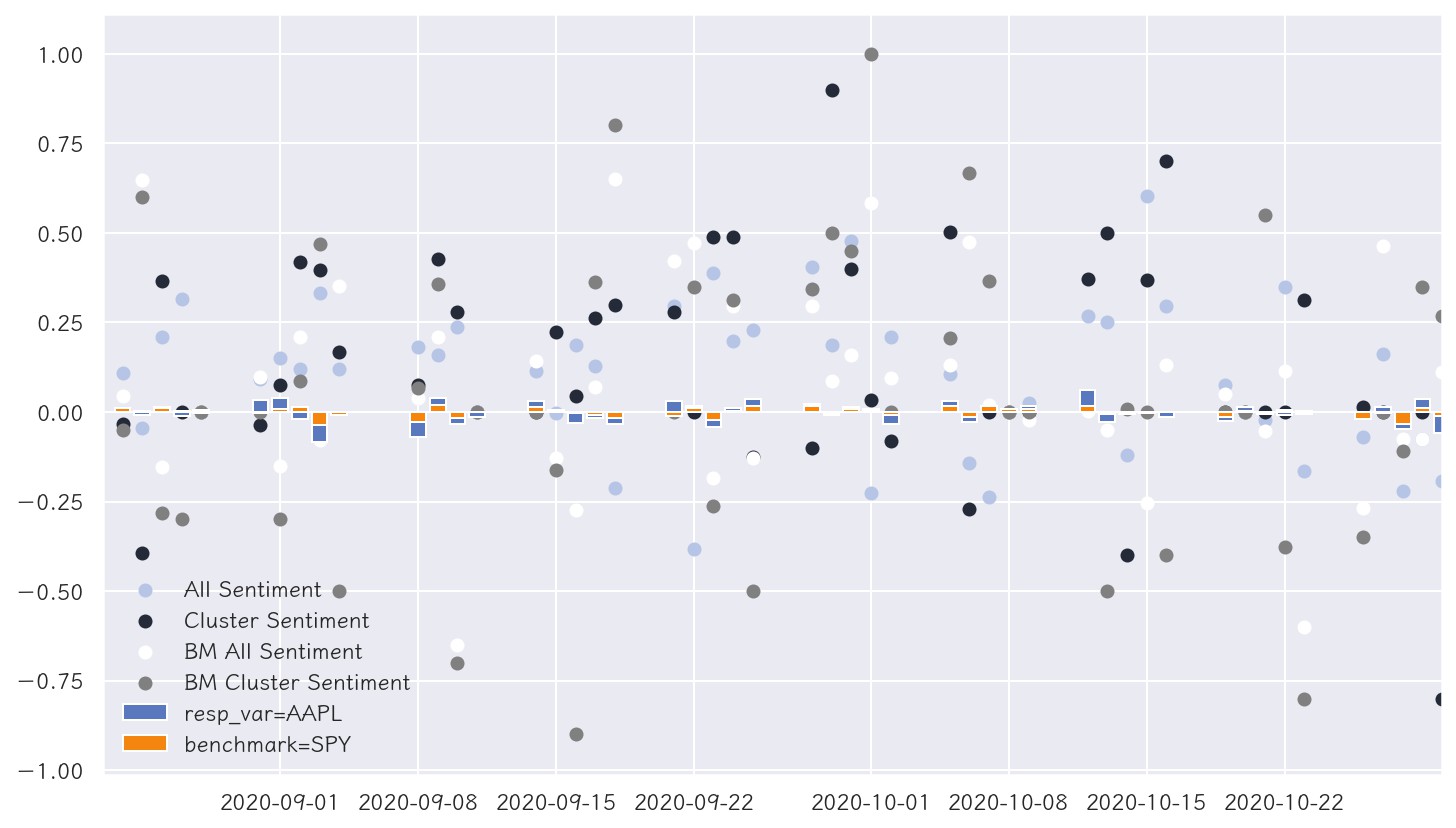 1.00
0.75
0.50
0.25
0.00
−0.25
−0.50
−0.75
−1.00
All Sentiment
Cluster Sentiment
BM All Sentiment
BM Cluster Sentiment
resp_var=AAPL
benchmark=SPY
2020-09-01 2020-09-08 2020-09-15 2020-09-22 2020-10-01 2020-10-08 2020-10-15 2020-10-22